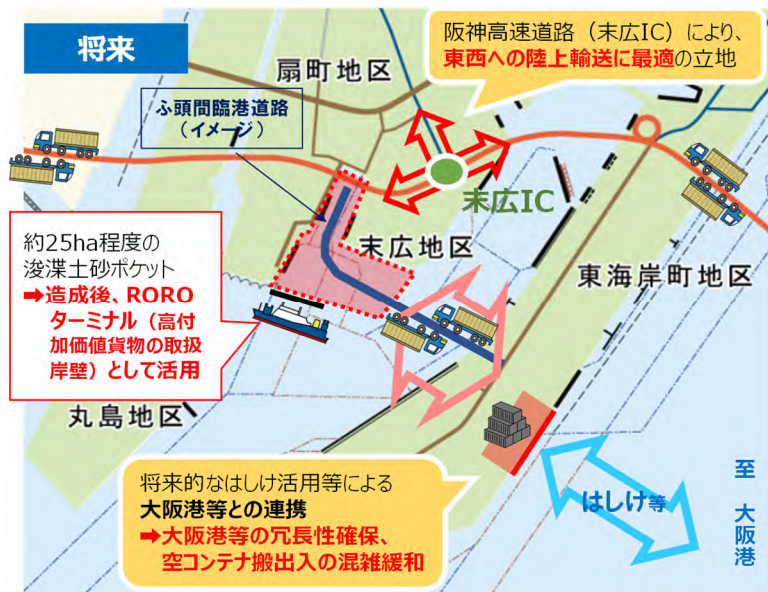 将来
阪神高速道路（末広IC）により、
東西への陸上輸送に最適の立地
扇町地区
ふ頭間臨港道路
（イメージ）
末広IC
約25ha程度の
浚渫土砂ポケット
➡造成後、RORO
ターミナル（高付
加価値貨物の取扱
岸壁）として活用
末広地区
東海岸町地区
丸島地区
将来的なはしけ活用等による
大阪港等との連携
➡大阪港等の冗長性確保、
空コンテナ搬出入の混雑緩和
はしけ等
至 大阪港